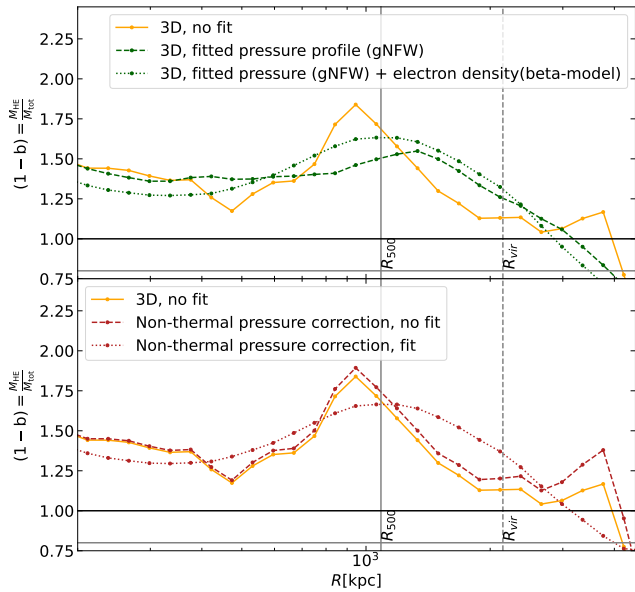 2.25
2.00
1.75
1.50
1.25
1.00
0.75
(1 − b) = M_HE/M_tot
3D, no fit
3D, fitted pressure profile (gNFW)
3D, fitted pressure (gNFW) + electron density(beta-model)
R_500
R_vir
2.25
2.00
1.75
1.50
1.25
1.00
0.75
(1 − b) = M_HE/M_tot
3D, no fit
Non-thermal pressure correction, no fit
Non-thermal pressure correction, fit
R_500
R_vir
10^3
R[kpc]